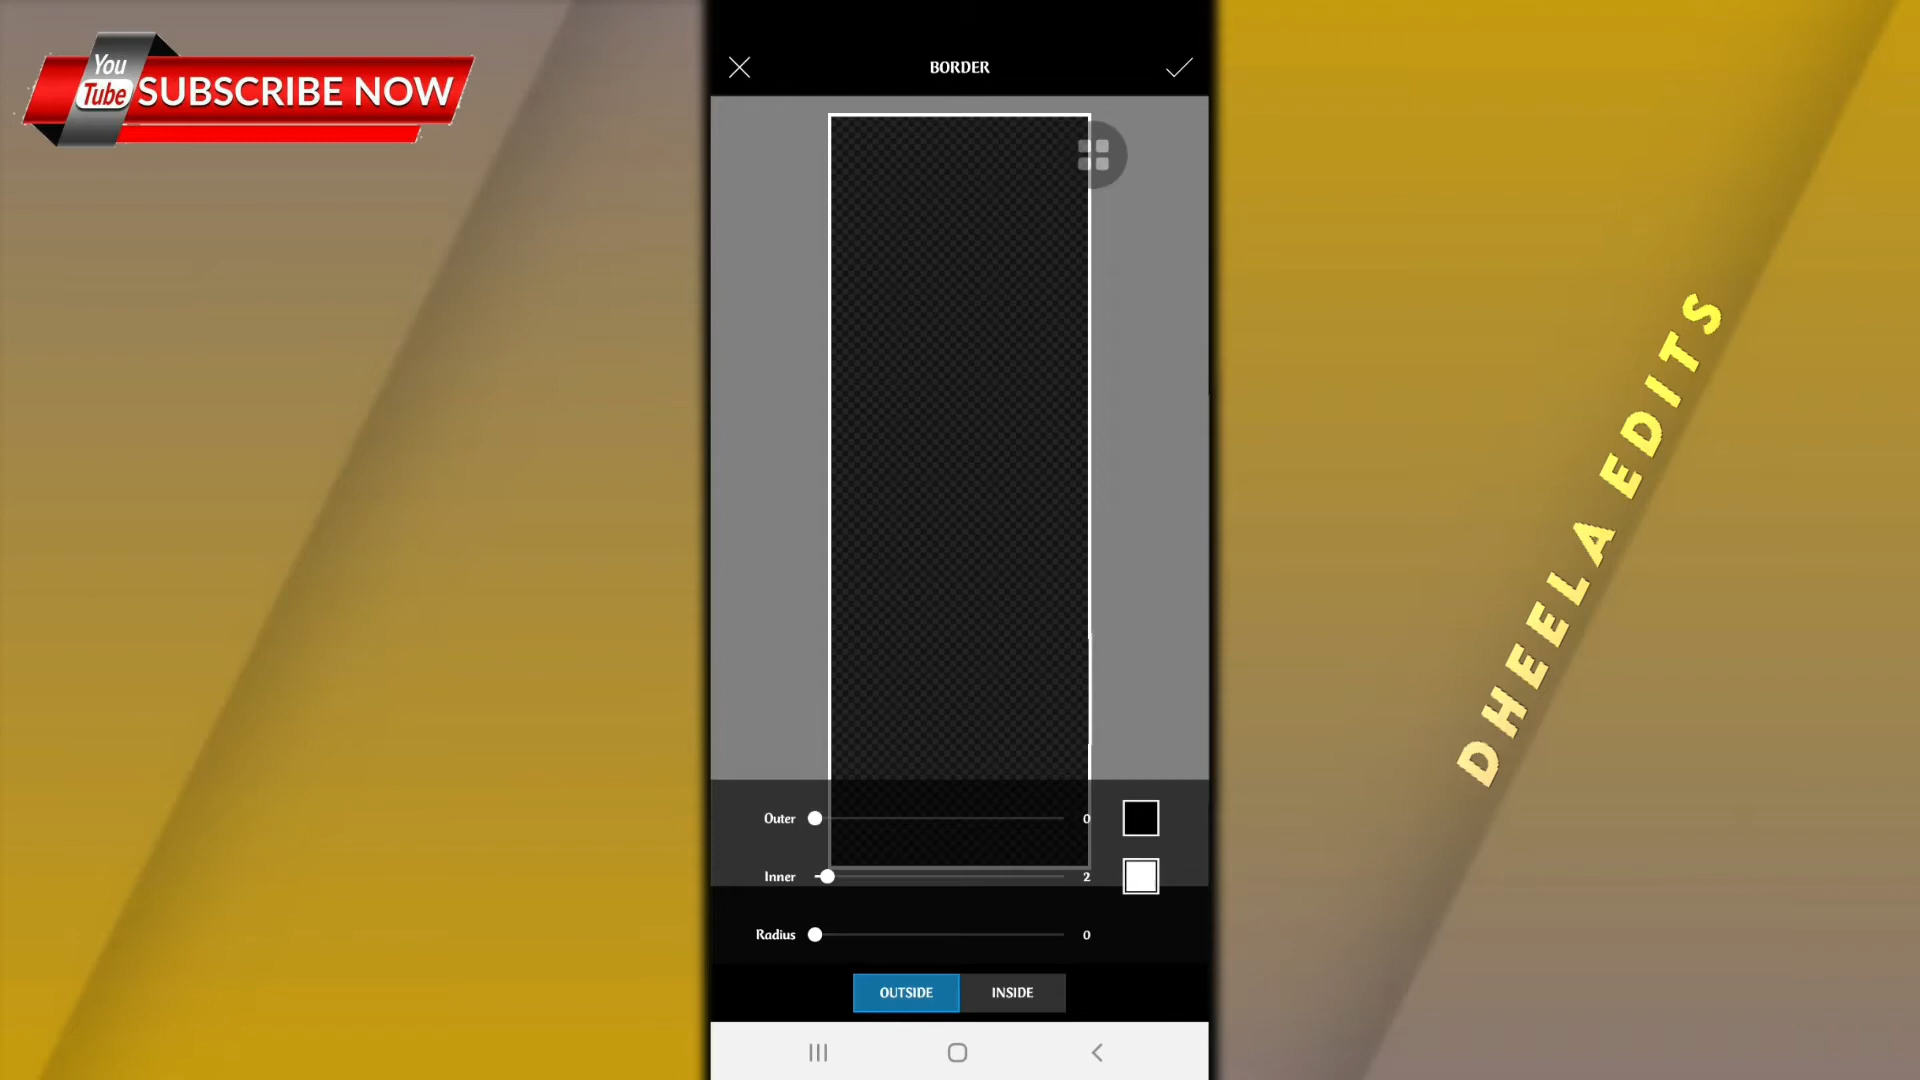 You
Tube SUBSCRIBE NOW
BORDER
DHEELA EDITS
Outer 0
Inner 2
Radius 0
OUTSIDE INSIDE